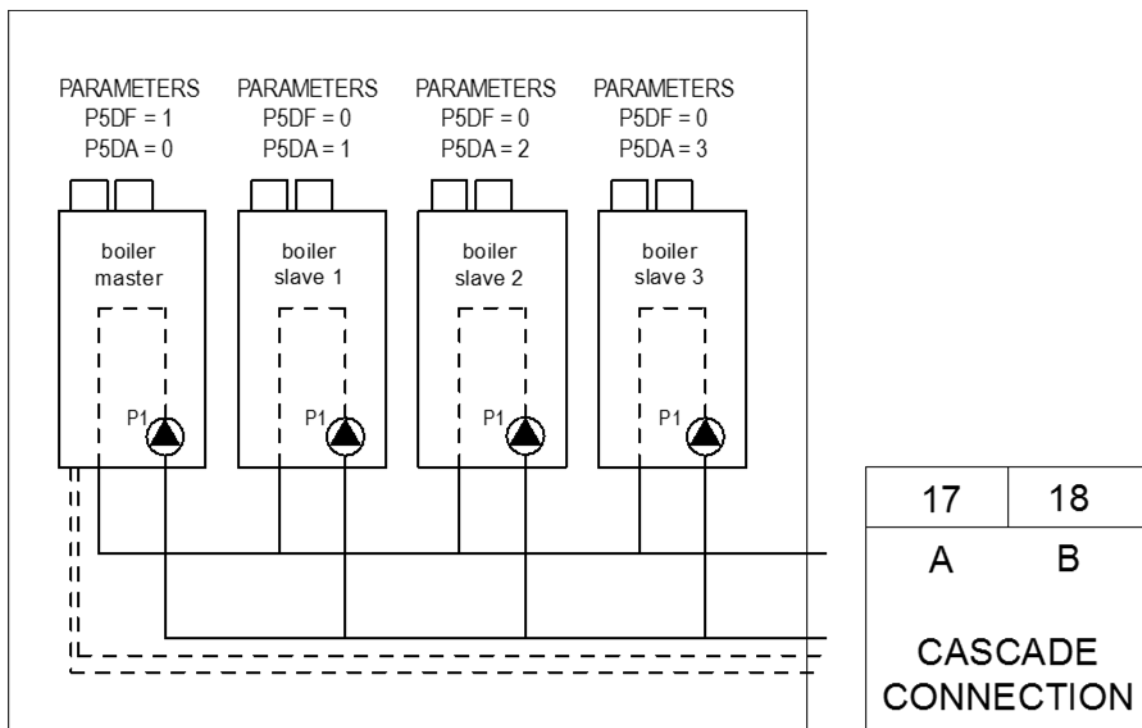 PARAMETERS
P5DF = 1
P5DA = 0
PARAMETERS
P5DF = 0
P5DA = 1
PARAMETERS
P5DF = 0
P5DA = 2
PARAMETERS
P5DF = 0
P5DA = 3
boiler
master
P1
boiler
slave 1
P1
boiler
slave 2
P1
boiler
slave 3
P1
17
18
A
B
CASCADE
CONNECTION